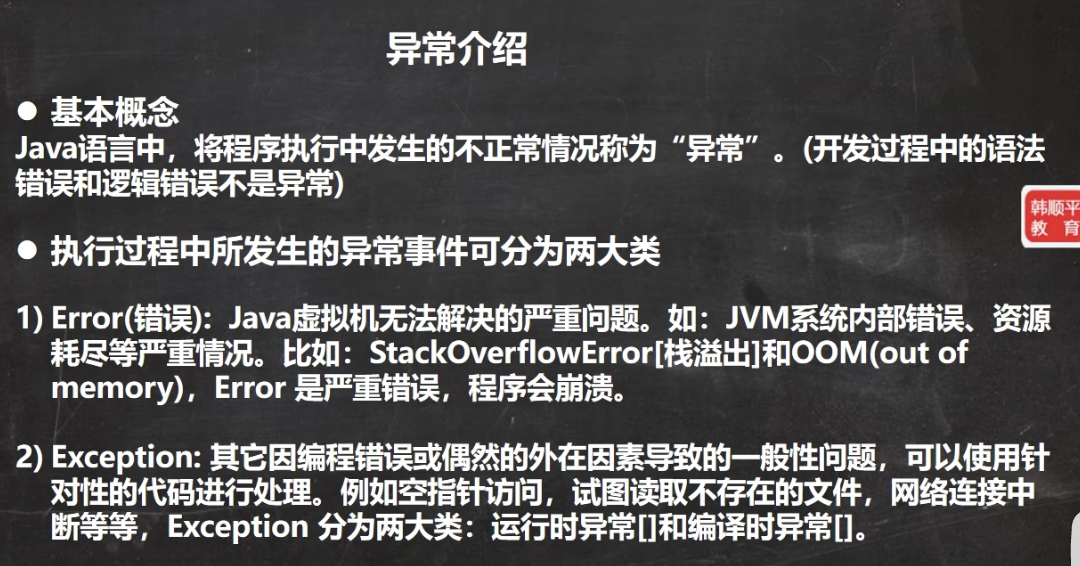 异常介绍
● 基本概念
Java语言中，将程序执行中发生的不正常情况称为“异常”。(开发过程中的语法
错误和逻辑错误不是异常)
韩顺平
教 育
● 执行过程中所发生的异常事件可分为两大类
1) Error(错误)：Java虚拟机无法解决的严重问题。如：JVM系统内部错误、资源
耗尽等严重情况。比如：StackOverflowError[栈溢出]和OOM(out of
memory)，Error 是严重错误，程序会崩溃。
2) Exception: 其它因编程错误或偶然的外在因素导致的一般性问题，可以使用针
对性的代码进行处理。例如空指针访问，试图读取不存在的文件，网络连接中
断等等，Exception 分为两大类：运行时异常[]和编译时异常[]。